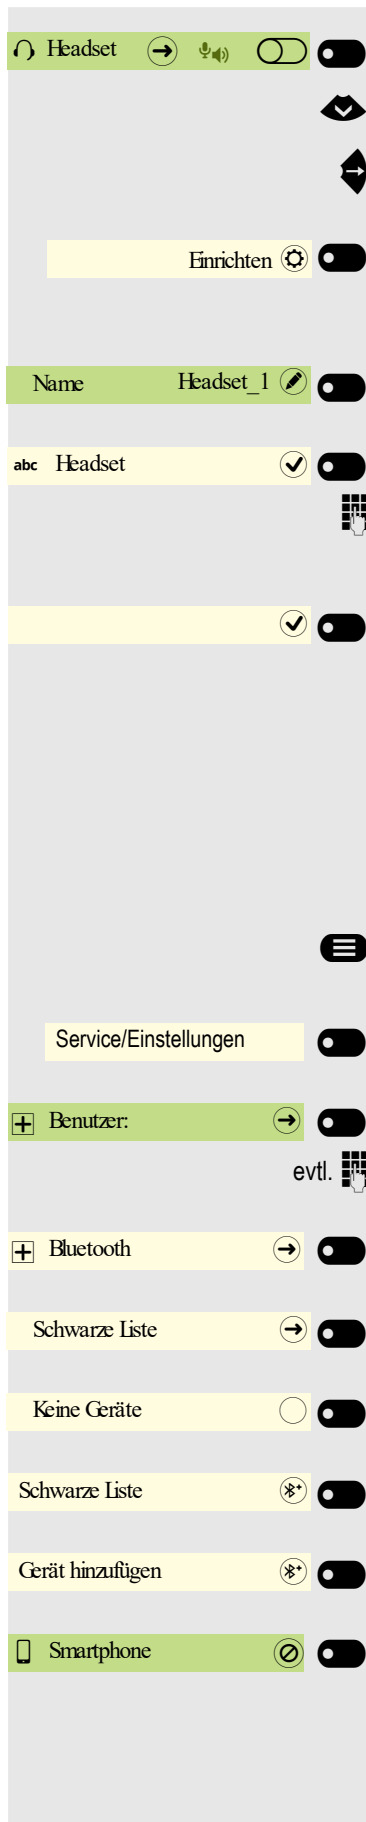 Headset
Einrichten
Name Headset_1
abc Headset
Service/Einstellungen
Benutzer:
evtl.
Bluetooth
Schwarze Liste
Keine Geräte
Schwarze Liste
Gerät hinzufügen
Smartphone